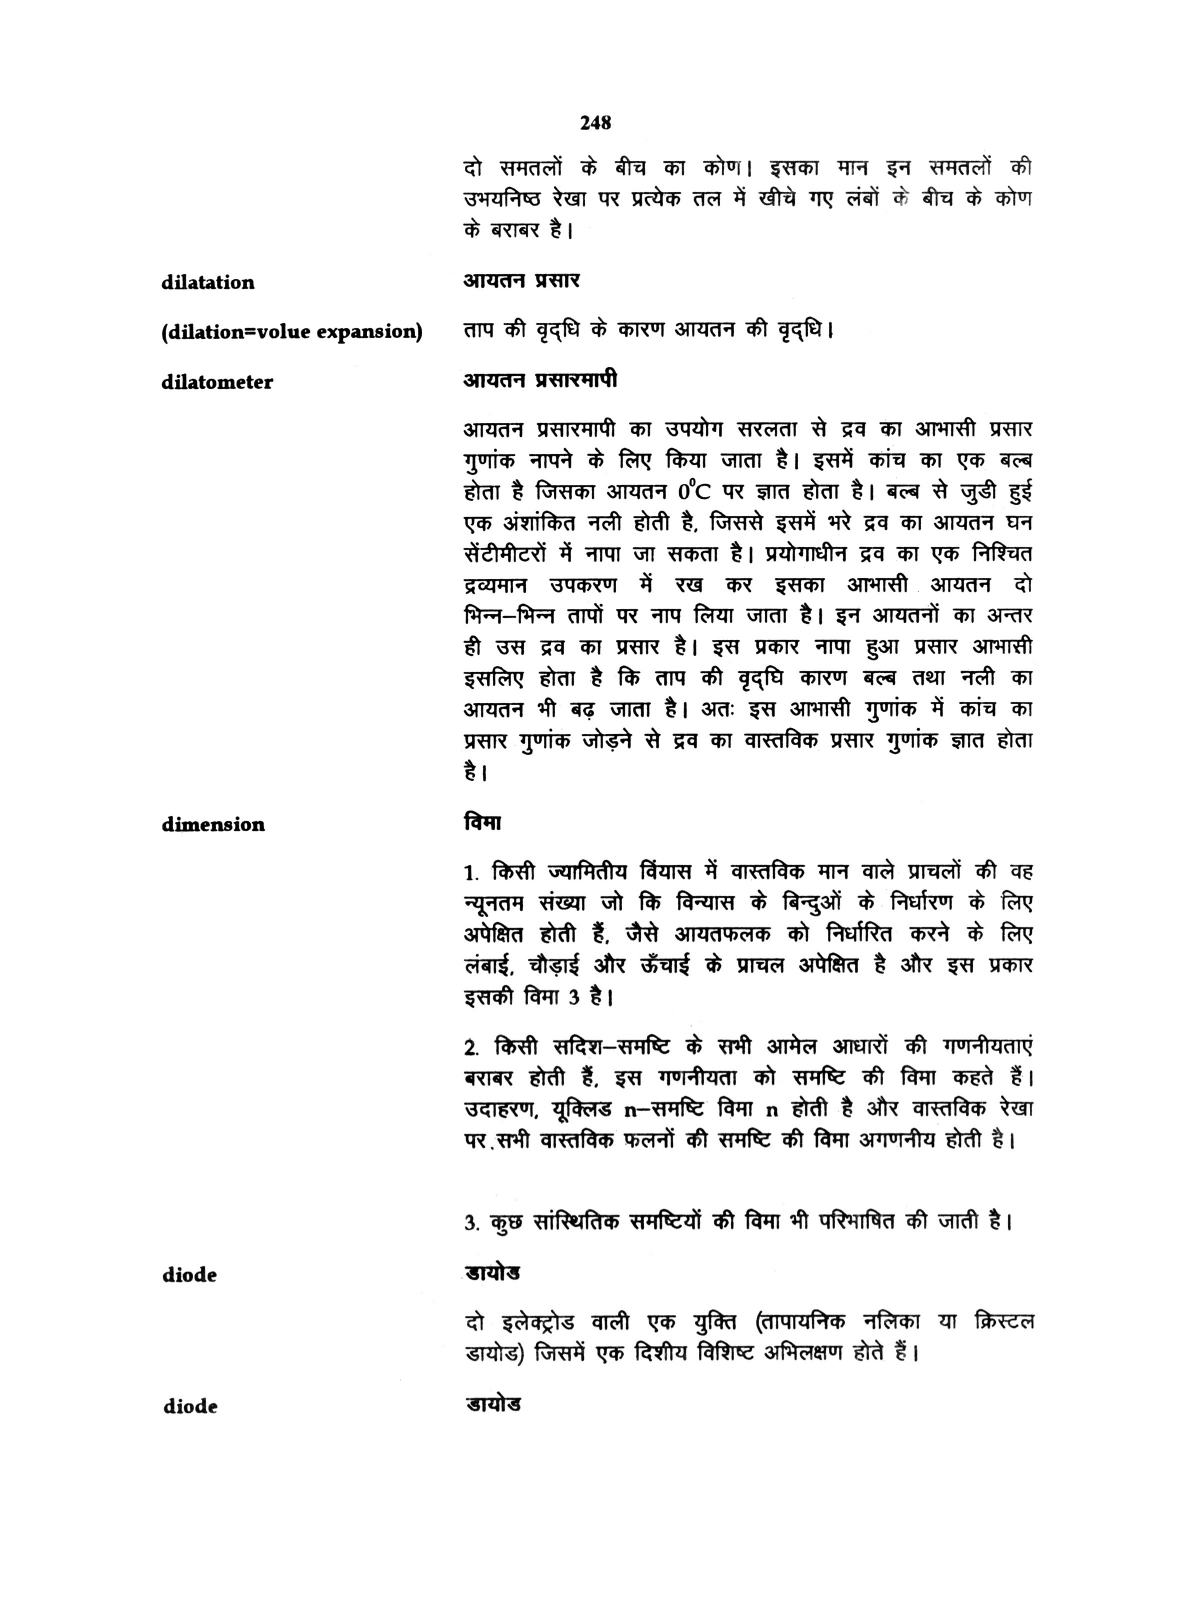 248
दो समतलों के बीच का कोण। इसका मान इन समतलों की
उभयनिष्ठ रेखा पर प्रत्येक तल में खीचे गए लंबों के बीच के कोण
के बराबर है।
dilatation आयतन प्रसार
(dilation=volue expansion) ताप की वृद्धि के कारण आयतन की वृद्धि।
dilatometer आयतन प्रसारमापी
आयतन प्रसारमापी का उपयोग सरलता से द्रव का आभासी प्रसार
गुणांक नापने के लिए किया जाता है। इसमें कांच का एक बल्ब
होता है जिसका आयतन 0⁰C पर ज्ञात होता है। बल्ब से जुडी हुई
एक अंशांकित नली होती है, जिससे इसमें भरे द्रव का आयतन घन
सेंटीमीटरों में नापा जा सकता है। प्रयोगाधीन द्रव का एक निश्चित
द्रव्यमान उपकरण में रख कर इसका आभासी आयतन दो
भिन्न–भिन्न तापों पर नाप लिया जाता है। इन आयतनों का अन्तर
ही उस द्रव का प्रसार है। इस प्रकार नापा हुआ प्रसार आभासी
इसलिए होता है कि ताप की वृद्घि कारण बल्ब तथा नली का
आयतन भी बढ़ जाता है। अतः इस आभासी गुणांक में कांच का
प्रसार गुणांक जोड़ने से द्रव का वास्तविक प्रसार गुणांक ज्ञात होता
है।
dimension विमा
1. किसी ज्यामितीय विंयास में वास्तविक मान वाले प्राचलों की वह
न्यूनतम संख्या जो कि विन्यास के बिन्दुओं के निर्धारण के लिए
अपेक्षित होती हैं, जैसे आयतफलक को निर्धारित करने के लिए
लंबाई, चौड़ाई और ऊँचाई के प्राचल अपेक्षित है और इस प्रकार
इसकी विमा 3 है।
2. किसी सदिश–समष्टि के सभी आमेल आधारों की गणनीयताएं
बराबर होती हैं, इस गणनीयता को समष्टि की विमा कहते हैं।
उदाहरण, यूक्लिड n–समष्टि विमा n होती है और वास्तविक रेखा
पर सभी वास्तविक फलनों की समष्टि की विमा अगणनीय होती है।
3. कुछ सांस्थितिक समष्टियों की विमा भी परिभाषित की जाती है।
diode डायोड
दो इलेक्ट्रोड वाली एक युक्ति (तापायनिक नलिका या क्रिस्टल
डायोड) जिसमें एक दिशीय विशिष्ट अभिलक्षण होते हैं।
diode डायोड